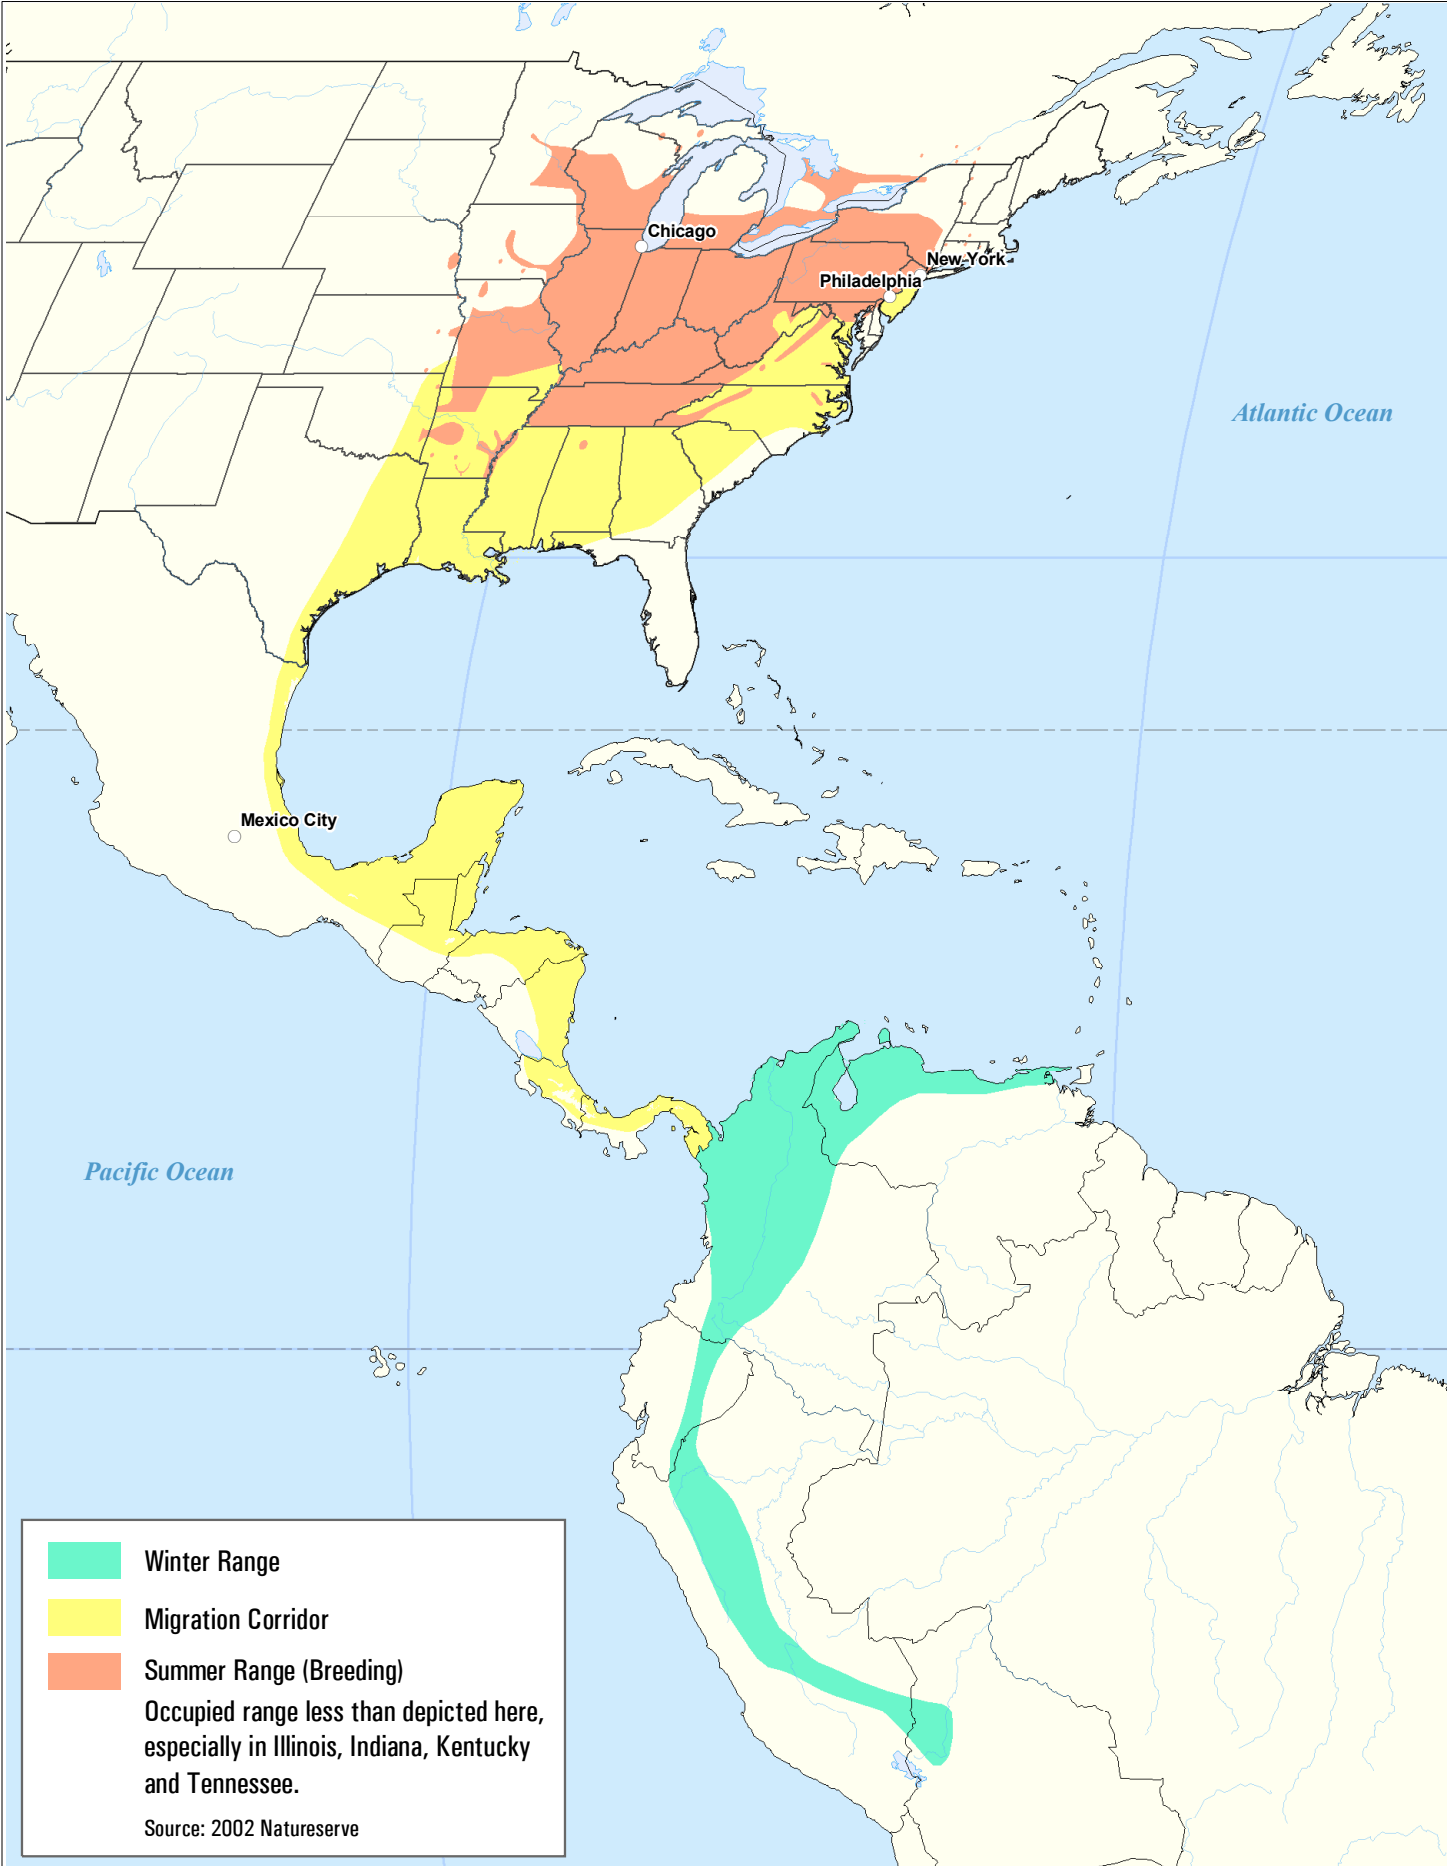 Chicago
New York
Philadelphia
Atlantic Ocean
Mexico City
Pacific Ocean
Winter Range
Migration Corridor
Summer Range (Breeding)
Occupied range less than depicted here,
especially in Illinois, Indiana, Kentucky
and Tennessee.
Source: 2002 Natureserve